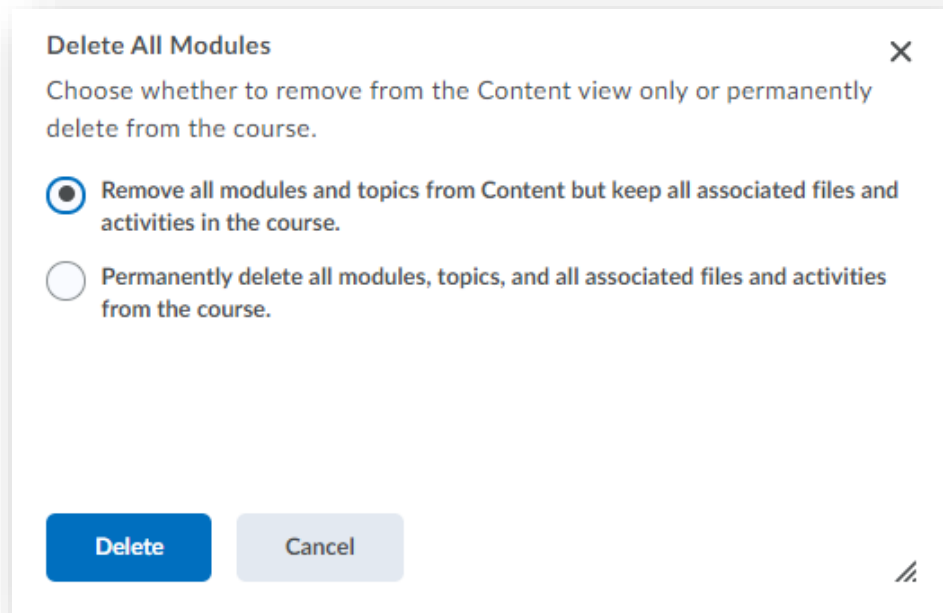 Delete All Modules
Choose whether to remove from the Content view only or permanently
delete from the course.
Remove all modules and topics from Content but keep all associated files and
activities in the course.
Permanently delete all modules, topics, and all associated files and activities
from the course.
Delete
Cancel